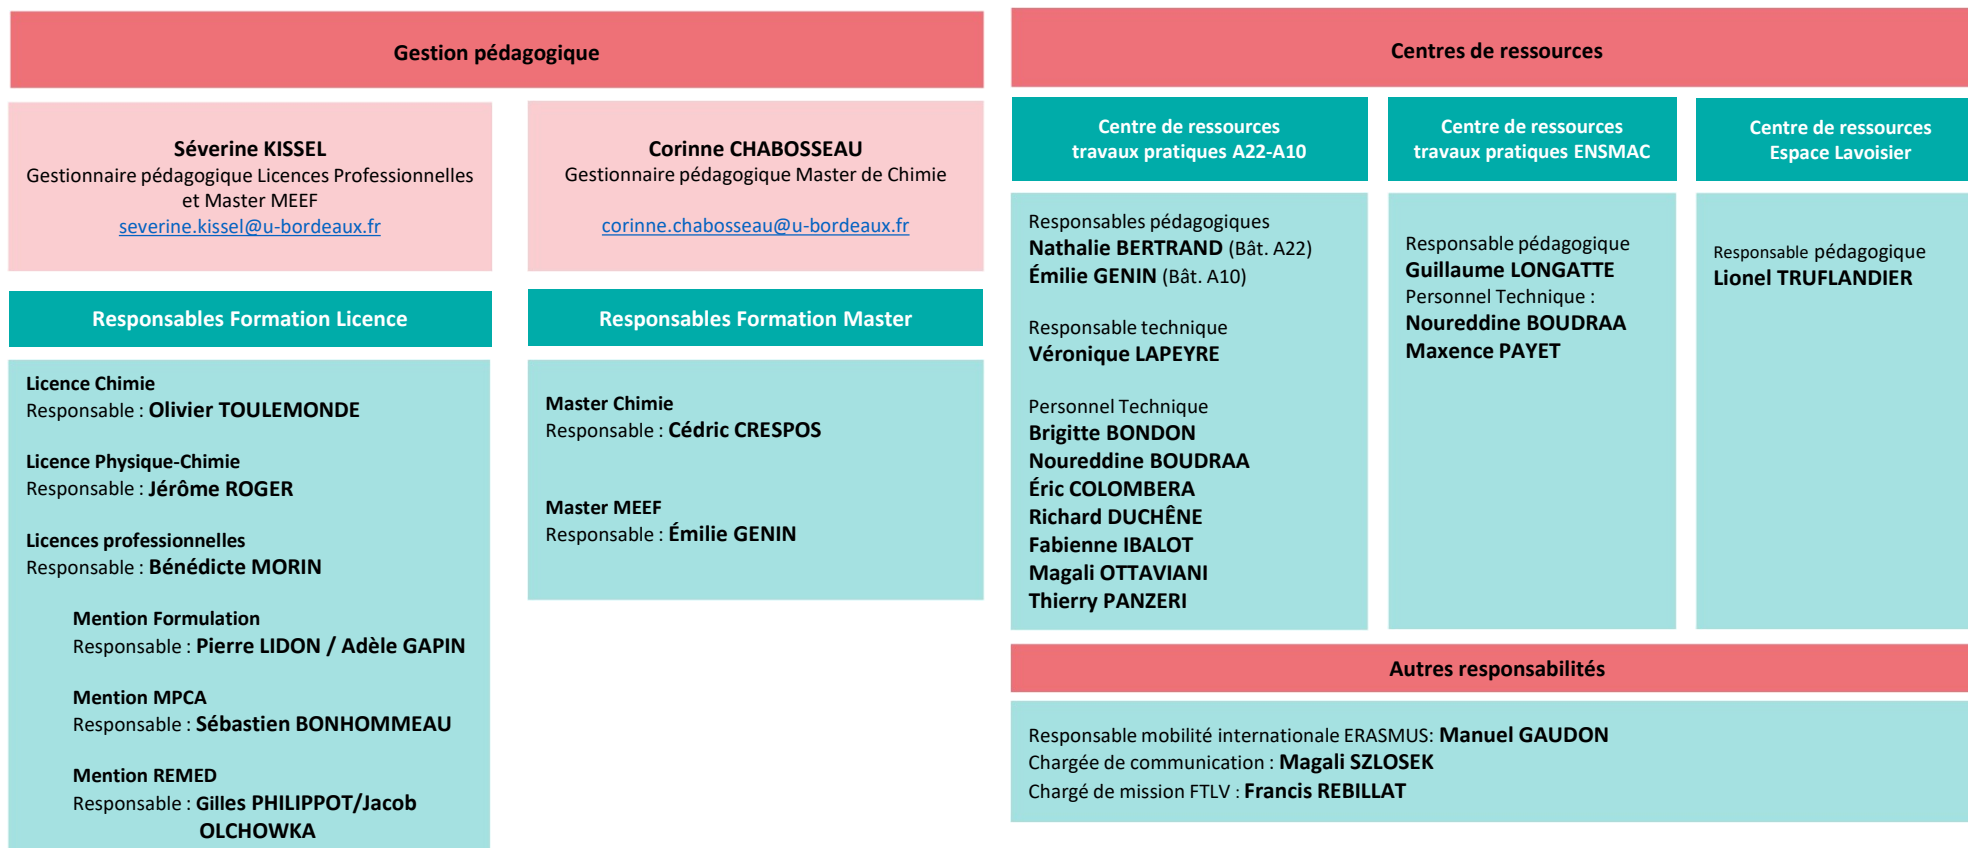 Gestion pédagogique
Séverine KISSEL
Gestionnaire pédagogique Licences Professionnelles
et Master MEEF
severine.kissel@u-bordeaux.fr
Corinne CHABOSSEAU
Gestionnaire pédagogique Master de Chimie
corinne.chabosseau@u-bordeaux.fr
Responsables Formation Licence
Licence Chimie
Responsable : Olivier TOULEMONDE
Licence Physique-Chimie
Responsable : Jérôme ROGER
Licences professionnelles
Responsable : Bénédicte MORIN
Mention Formulation
Responsable : Pierre LIDON / Adèle GAPIN
Mention MPCA
Responsable : Sébastien BONHOMMEAU
Mention REMED
Responsable : Gilles PHILIPPOT/Jacob
OLCHOWKA
Responsables Formation Master
Master Chimie
Responsable : Cédric CRESPOS
Master MEEF
Responsable : Émilie GENIN
Centres de ressources
Centre de ressources
travaux pratiques A22-A10
Responsables pédagogiques
Nathalie BERTRAND (Bât. A22)
Émilie GENIN (Bât. A10)
Responsable technique
Véronique LAPEYRE
Personnel Technique
Brigitte BONDON
Noureddine BOUDRAA
Éric COLOMBERA
Richard DUCHÊNE
Fabienne IBALOT
Magali OTTAVIANI
Thierry PANZERI
Centre de ressources
travaux pratiques ENSMAC
Responsable pédagogique
Guillaume LONGATTE
Personnel Technique :
Noureddine BOUDRAA
Maxence PAYET
Centre de ressources
Espace Lavoisier
Responsable pédagogique
Lionel TRUFLANDIER
Autres responsabilités
Responsable mobilité internationale ERASMUS: Manuel GAUDON
Chargée de communication : Magali SZLOSEK
Chargé de mission FTLV : Francis REBILLAT